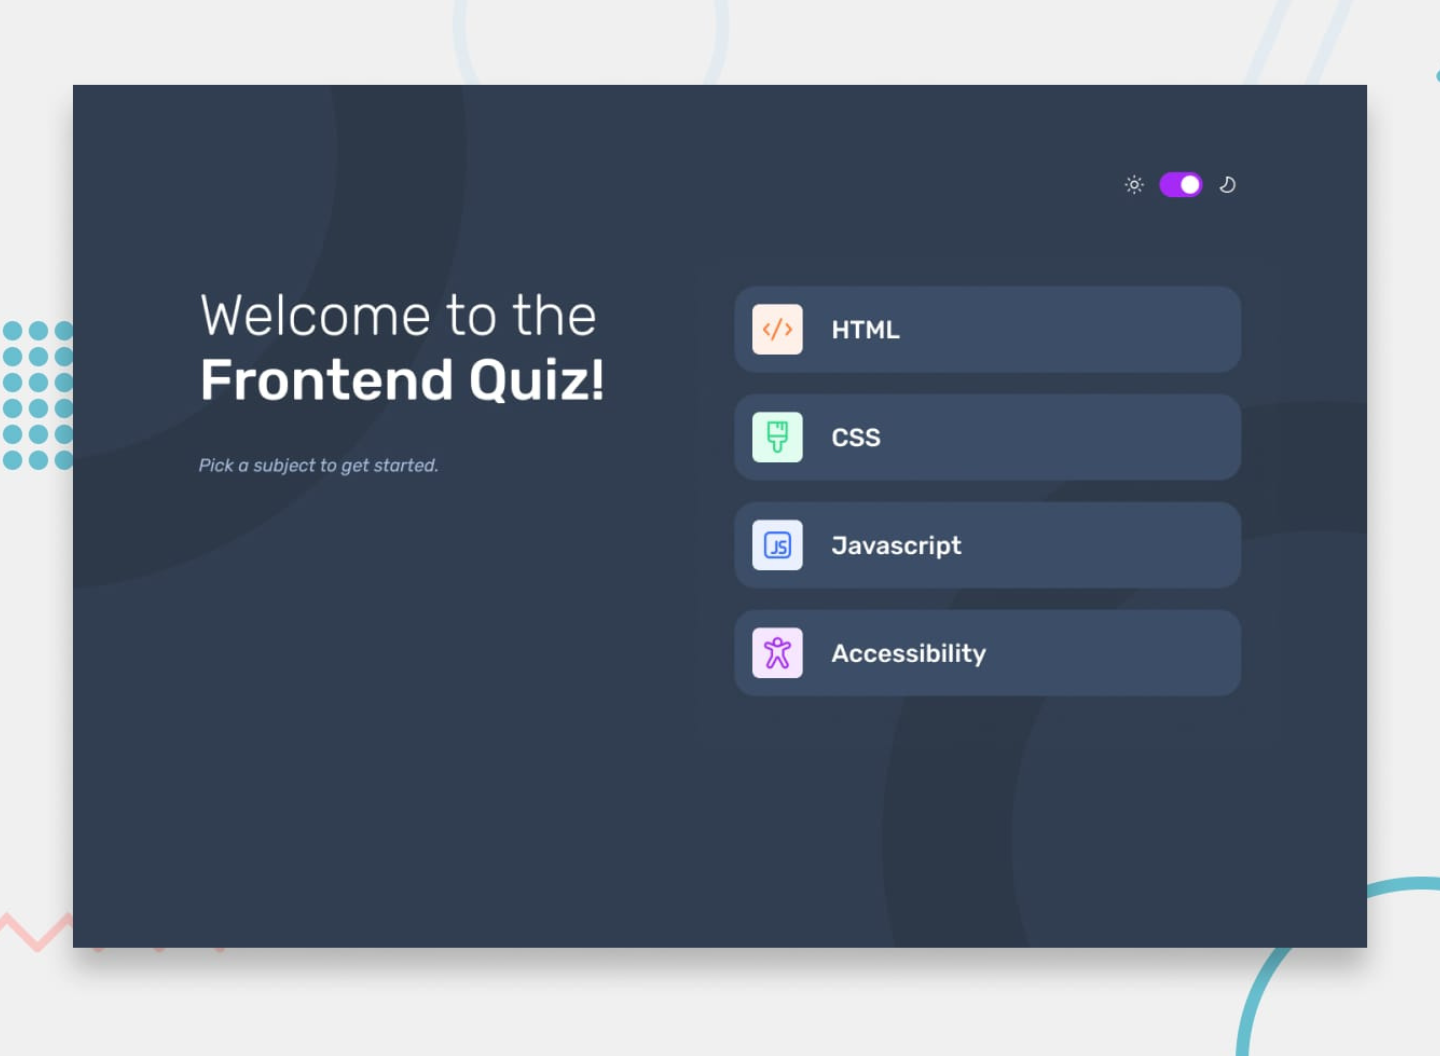 Welcome to the
Frontend Quiz!
Pick a subject to get started.
HTML
CSS
JS
Javascript
Accessibility